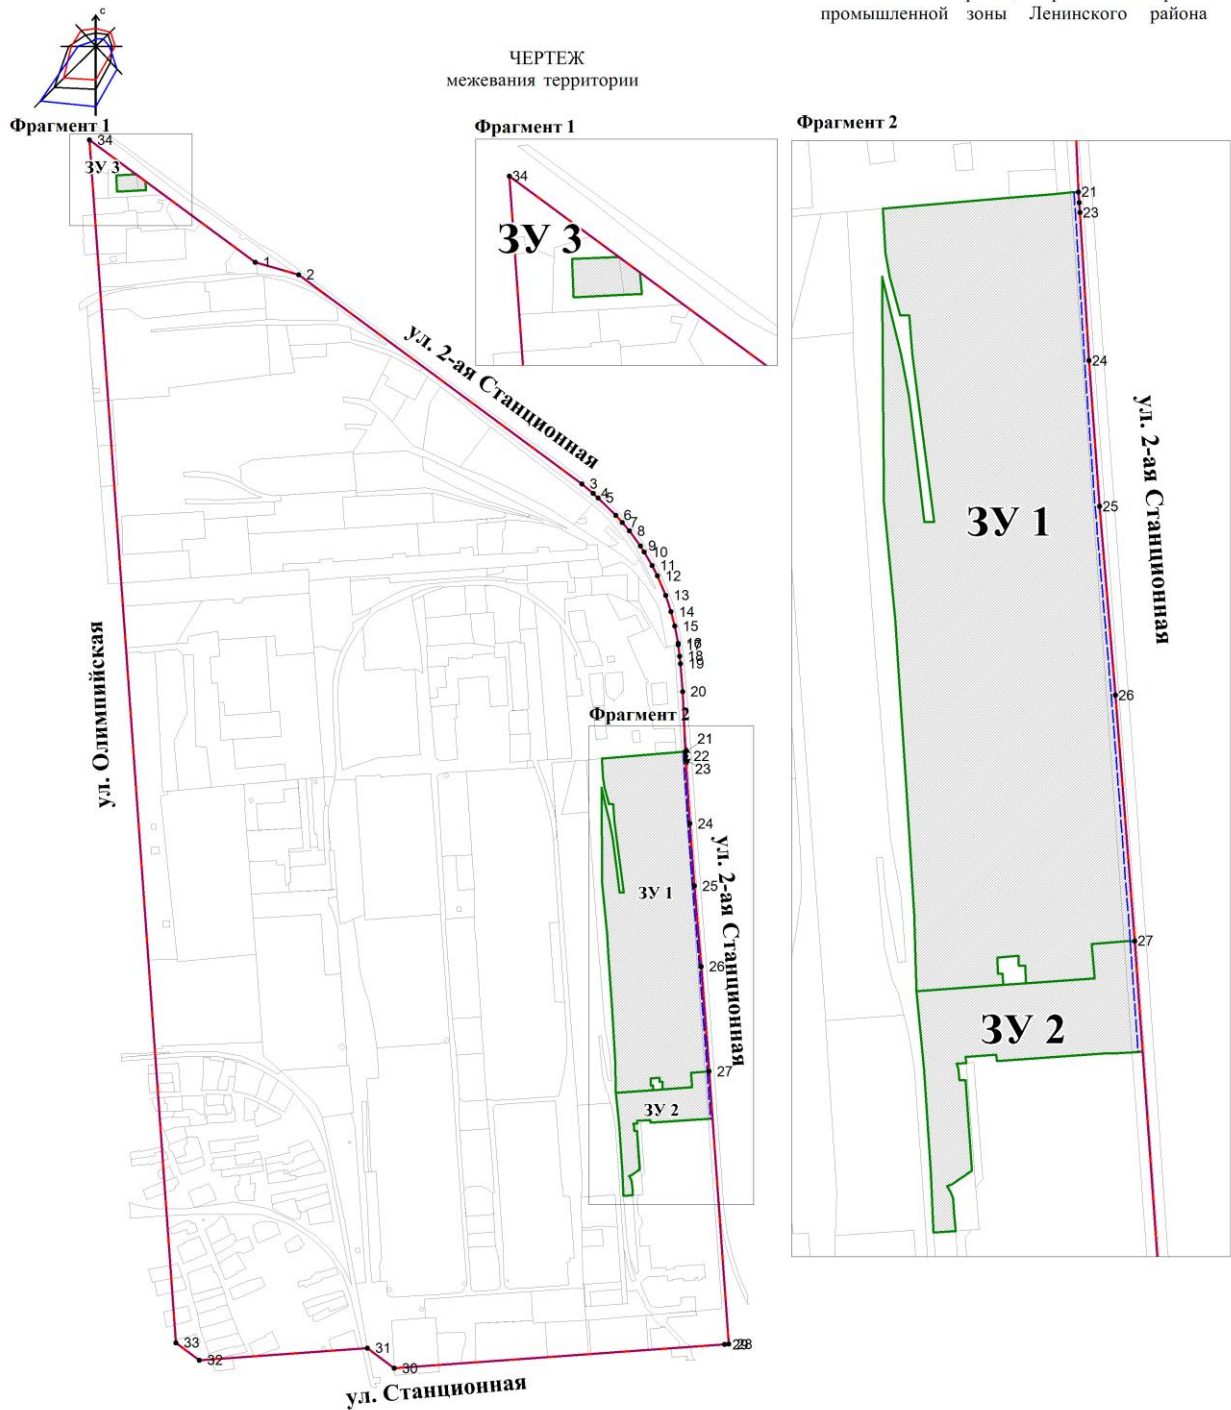 промышленной зоны Ленинского района
с
ЧЕРТЕЖ
межевания территории
Фрагмент 1
34
ЗУ 3
1
2
ул. 2-ая Станционная
3
4
5
6
7
8
9
10
11
12
13
14
15
16
17
18
19
20
Фрагмент 2
21
22
23
24
ул. 2-ая Станционная
25
ЗУ 1
26
27
ЗУ 2
ул. Олимпийская
33
32
31
30
29
28
ул. Станционная
Фрагмент 1
34
ЗУ 3
Фрагмент 2
21
23
24
ул. 2-ая Станционная
25
ЗУ 1
26
27
ЗУ 2